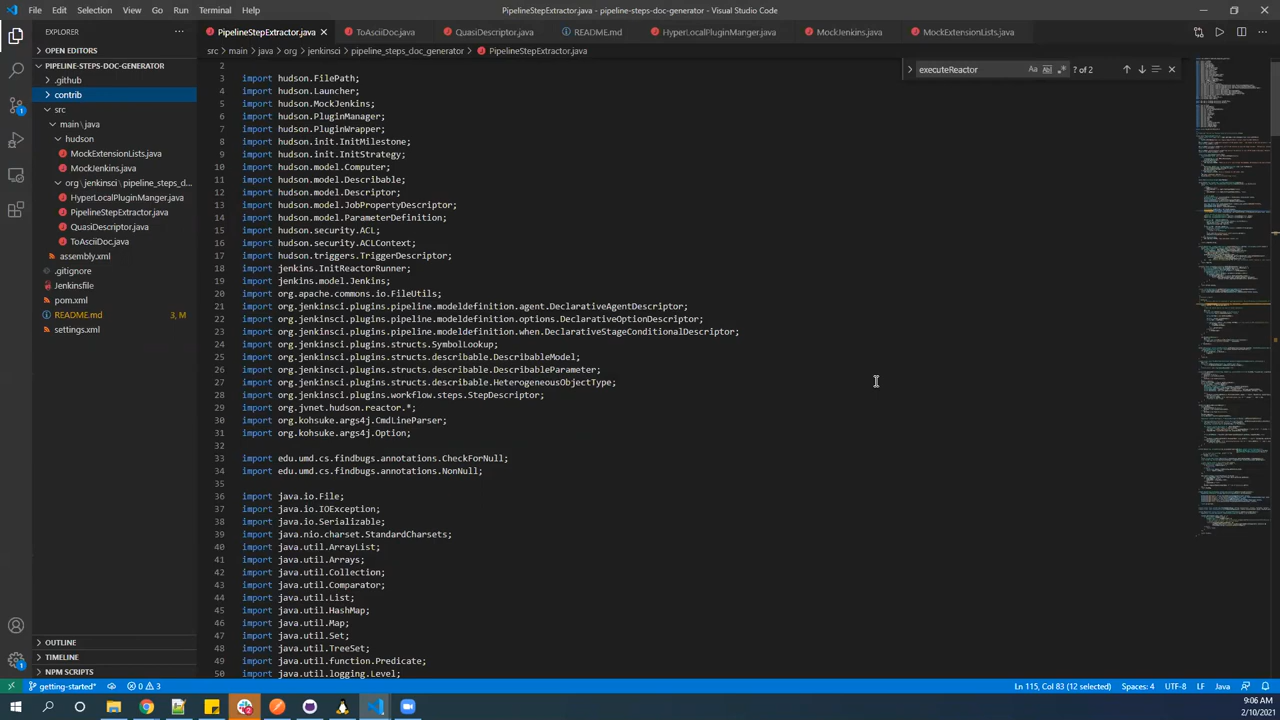 File Edit Selection View Go Run Terminal Help
PipelineStepExtractor.java - pipeline-steps-doc-generator - Visual Studio Code
EXPLORER
PipelineStepExtractor.java
ToAsciiDoc.java
QuasiDescriptor.java
README.md
HyperLocalPluginManger.java
MockJenkins.java
MockExtensionLists.java
src > main > java > org > jenkinsci > pipeline_steps_doc_generator > PipelineStepExtractor.java
OPEN EDITORS
PIPELINE-STEPS-DOC-GENERATOR
.github
contrib
src
main \ java
hudson
MockExtensionLists.java
MockJenkins.java
org \ jenkinsci \ pipeline_steps_d...
HyperLocalPluginManger.java
PipelineStepExtractor.java
QuasiDescriptor.java
ToAsciiDoc.java
assembly.xml
.gitignore
Jenkinsfile
pom.xml
README.md 3, M
settings.xml
OUTLINE
TIMELINE
NPM SCRIPTS
executeReactor Aa Abl .* ? of 2
2
3 import hudson.FilePath;
4 import hudson.Launcher;
5 import hudson.MockJenkins;
6 import hudson.PluginManager;
7 import hudson.PluginWrapper;
8 import hudson.init.InitMilestone;
9 import hudson.init.InitStrategy;
10 import hudson.model.Computer;
11 import hudson.model.Describable;
12 import hudson.model.Descriptor;
13 import hudson.model.JobPropertyDescriptor;
14 import hudson.model.ParameterDefinition;
15 import hudson.security.ACL;
16 import hudson.security.ACLContext;
17 import hudson.triggers.TriggerDescriptor;
18 import jenkins.InitReactorRunner;
19 import jenkins.model.Jenkins;
20 import org.apache.commons.io.FileUtils;
21 import org.jenkinsci.plugins.pipeline.modeldefinition.agent.DeclarativeAgentDescriptor;
22 import org.jenkinsci.plugins.pipeline.modeldefinition.options.DeclarativeOptionDescriptor;
23 import org.jenkinsci.plugins.pipeline.modeldefinition.when.DeclarativeStageConditionalDescriptor;
24 import org.jenkinsci.plugins.structs.SymbolLookup;
25 import org.jenkinsci.plugins.structs.describable.DescribableModel;
26 import org.jenkinsci.plugins.structs.describable.DescribableParameter;
27 import org.jenkinsci.plugins.structs.describable.HeterogeneousObjectType;
28 import org.jenkinsci.plugins.workflow.steps.StepDescriptor;
29 import org.jvnet.hudson.reactor.*;
30 import org.kohsuke.args4j.CmdLineParser;
31 import org.kohsuke.args4j.Option;
32
33 import edu.umd.cs.findbugs.annotations.CheckForNull;
34 import edu.umd.cs.findbugs.annotations.NonNull;
35
36 import java.io.File;
37 import java.io.IOException;
38 import java.io.Serializable;
39 import java.nio.charset.StandardCharsets;
40 import java.util.ArrayList;
41 import java.util.Arrays;
42 import java.util.Collection;
43 import java.util.Comparator;
44 import java.util.List;
45 import java.util.HashMap;
46 import java.util.Map;
47 import java.util.Set;
48 import java.util.TreeSet;
49 import java.util.function.Predicate;
50 import java.util.logging.Level;
getting-started* 0 3
Ln 115, Col 83 (12 selected) Spaces: 4 UTF-8 LF Java
9:06 AM
2/10/2021